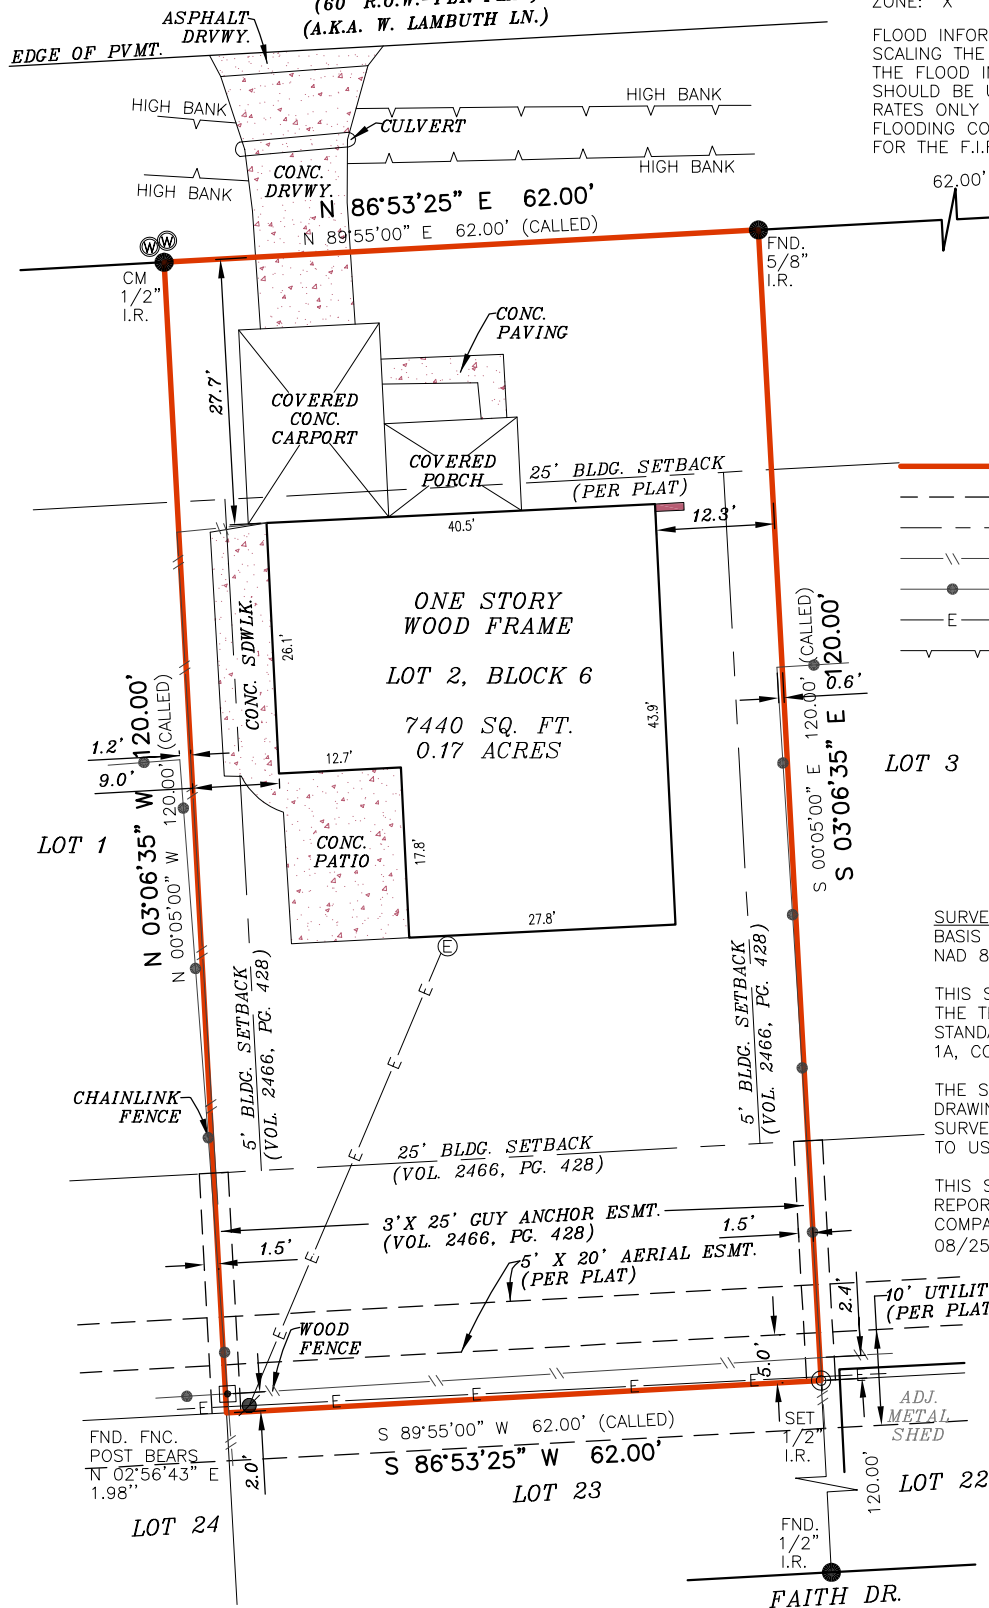 (A.K.A. W. LAMBUTH LN.)
ASPHALT
DRVWY.
EDGE OF PVMT.
ZONE: "X"
FLOOD INFOR
SCALING THE
THE FLOOD IN
SHOULD BE U
RATES ONLY
FLOODING CO
FOR THE F.I.R
HIGH BANK
HIGH BANK
CULVERT
HIGH BANK
HIGH BANK
CONC.
DRVWY.
N 86°53'25" E 62.00'
N 89°55'00" E 62.00' (CALLED)
62.00'
W W
CM
1/2"
I.R.
FND.
5/8"
I.R.
27.7'
CONC.
PAVING
COVERED
CONC.
CARPORT
COVERED
PORCH
25' BLDG. SETBACK
(PER PLAT)
40.5'
12.3'
CONC. SDWLK.
26.1'
ONE STORY
WOOD FRAME
LOT 2, BLOCK 6
7440 SQ. FT.
0.17 ACRES
43.9'
0.6'
E
N 03°06'35" W 120.00'
N 00°05'00" W 120.00' (CALLED)
S 00°05'00" E 120.00' (CALLED)
S 03°06'35" E 120.00'
1.2'
9.0'
12.7'
LOT 1
LOT 3
CONC.
PATIO
17.8'
27.8'
E
SURVE
BASIS
NAD 8
THIS S
THE T
STANDA
1A, CO
THE S
DRAWIN
SURVE
TO US
THIS S
REPOR
COMPA
08/25
5' BLDG. SETBACK
(VOL. 2466, PG. 428)
5' BLDG. SETBACK
(VOL. 2466, PG. 428)
E
E
E
E
E
CHAINLINK
FENCE
25' BLDG. SETBACK
(VOL. 2466, PG. 428)
3' X 25' GUY ANCHOR ESMT.
(VOL. 2466, PG. 428)
1.5'
1.5'
5' X 20' AERIAL ESMT.
(PER PLAT)
2.4'
10' UTILIT
(PER PLAT
WOOD
FENCE
5.0'
E
E
E
E
E
E
ADJ.
METAL
SHED
FND. FNC.
POST BEARS
N 02°56'43" E
1.98''
2.0'
S 89°55'00" W 62.00' (CALLED)
S 86°53'25" W 62.00'
SET
1/2"
I.R.
LOT 24
LOT 23
LOT 22
120.00'
FND.
1/2"
I.R.
FAITH DR.